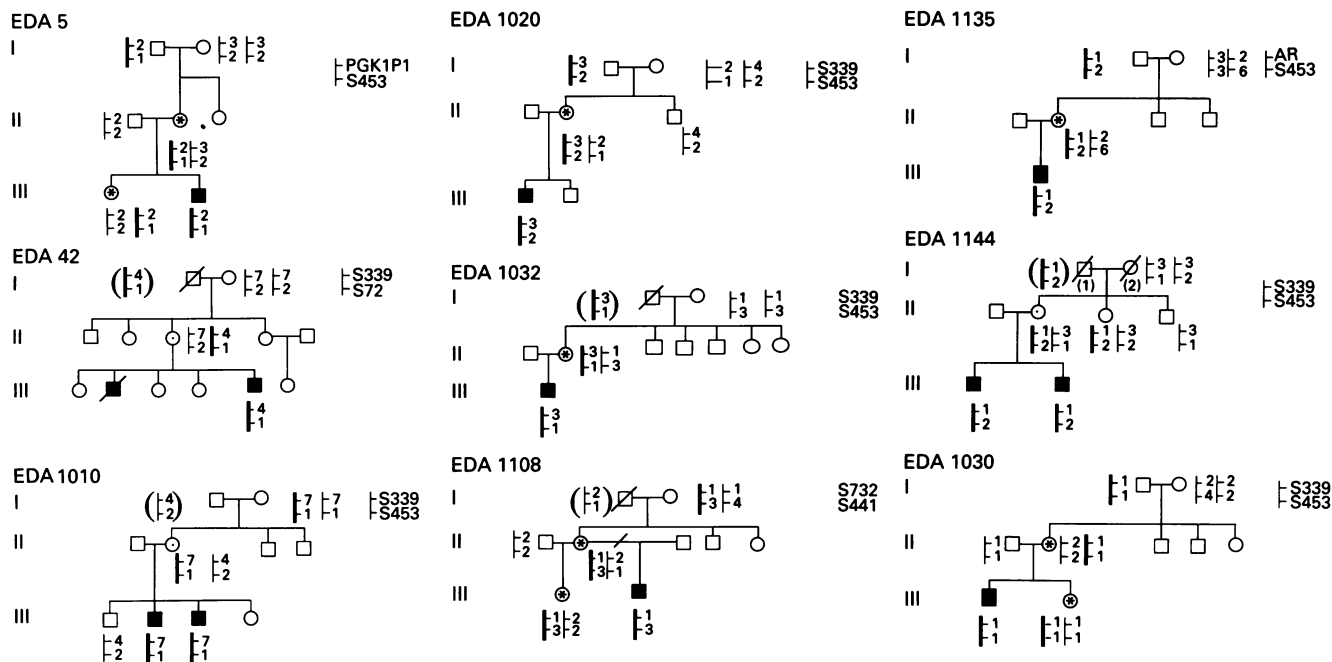 EDA 5
I
2 3 3
1 2 2
PGK1P1
S453
II
2
2
*
2 3
1 2
III
*
2 2 2
2 1 1
EDA 42
I
(4 7 7
1) 2 2
S339
S72
II
7 4
2 1
III
4
1
EDA 1010
I
(4 7 7
2) 1 1
S339
S453
II
7 4
1 2
III
4 7 7
2 1 1
EDA 1020
I
3 2 4
2 1 2
S339
S453
II
*
3 2 4
2 1 2
III
3
2
EDA 1032
I
(3 1 1
1) 3 3
S339
S453
II
*
3 1
1 3
III
3
1
EDA 1108
I
(2 1 1
1) 3 4
S732
S441
II
2
2
*
1 2
3 1
III
*
1 2 1
3 2 3
EDA 1135
I
1 3 2
2 3 6
AR
S453
II
*
1 2
2 6
III
1
2
EDA 1144
I
(1 3 3
2) 1 2
(1) (2)
S339
S453
II
1 3 1 3 3
2 1 2 2 1
III
1 1
2 2
EDA 1030
I
1 2 2
1 4 2
S339
S453
II
1
1
*
2 1
2 1
III
*
1 1 1
1 1 1